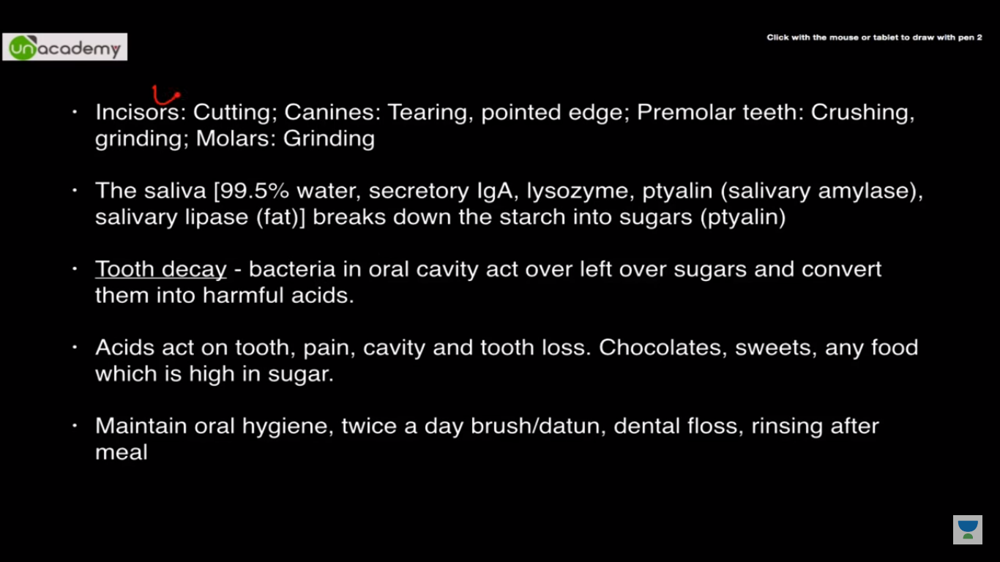 unacademy
Click with the mouse or tablet to draw with pen 2
· Incisors: Cutting; Canines: Tearing, pointed edge; Premolar teeth: Crushing,
grinding; Molars: Grinding
· The saliva [99.5% water, secretory IgA, lysozyme, ptyalin (salivary amylase),
salivary lipase (fat)] breaks down the starch into sugars (ptyalin)
· Tooth decay - bacteria in oral cavity act over left over sugars and convert
them into harmful acids.
· Acids act on tooth, pain, cavity and tooth loss. Chocolates, sweets, any food
which is high in sugar.
· Maintain oral hygiene, twice a day brush/datun, dental floss, rinsing after
meal